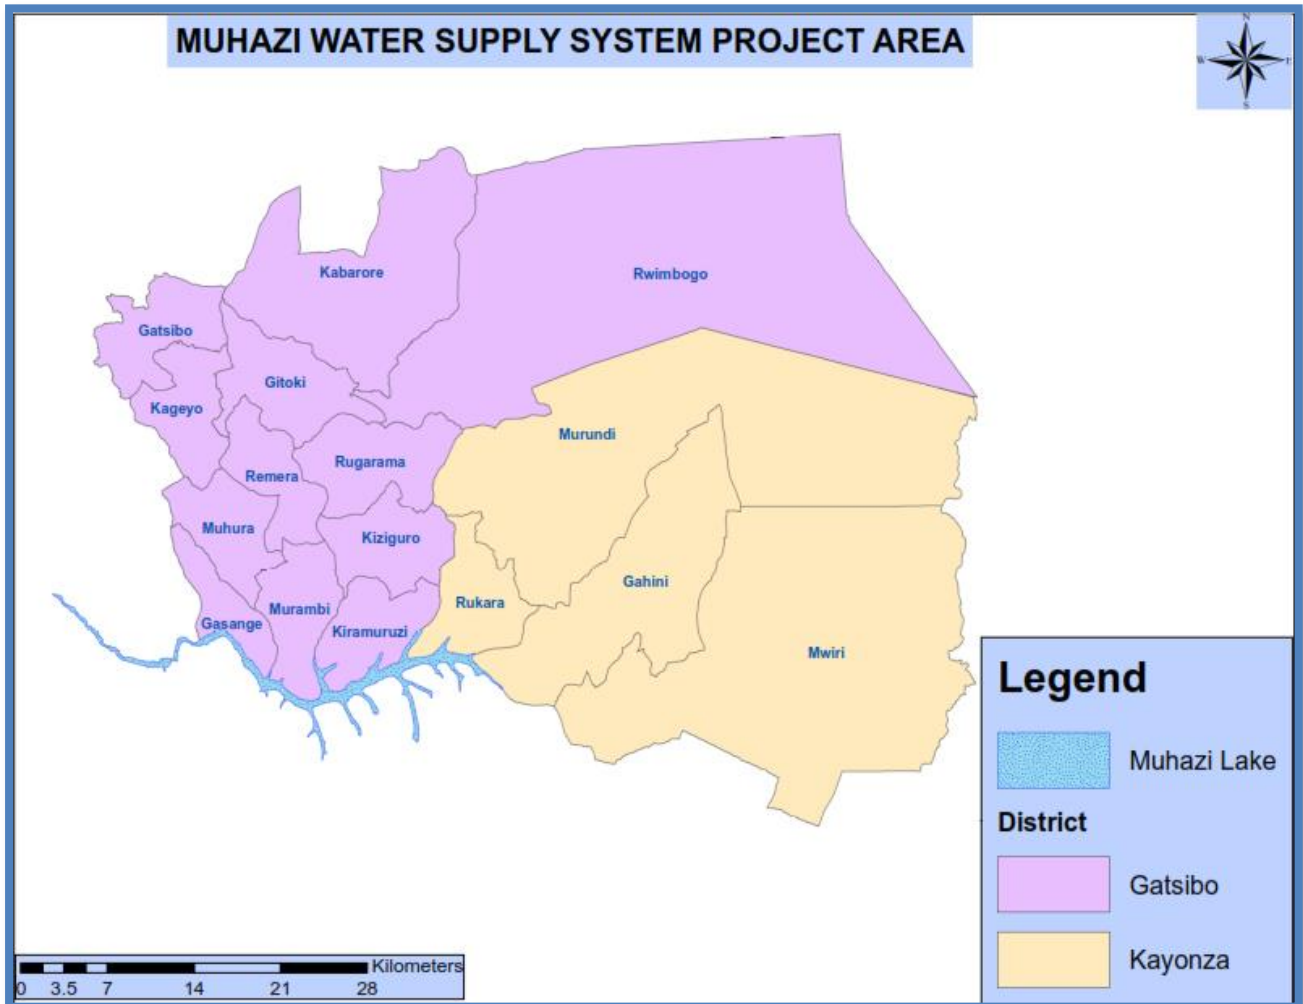 MUHAZI WATER SUPPLY SYSTEM PROJECT AREA
N
W
E
S
Kabarore
Rwimbogo
Gatsibo
Gitoki
Kageyo
Murundi
Rugarama
Remera
Muhura
Kiziguro
Gahini
Rukara
Murambi
Gasange
Kiramuruzi
Mwiri
Legend
Muhazi Lake
District
Gatsibo
Kayonza
Kilometers
0 3.5 7 14 21 28